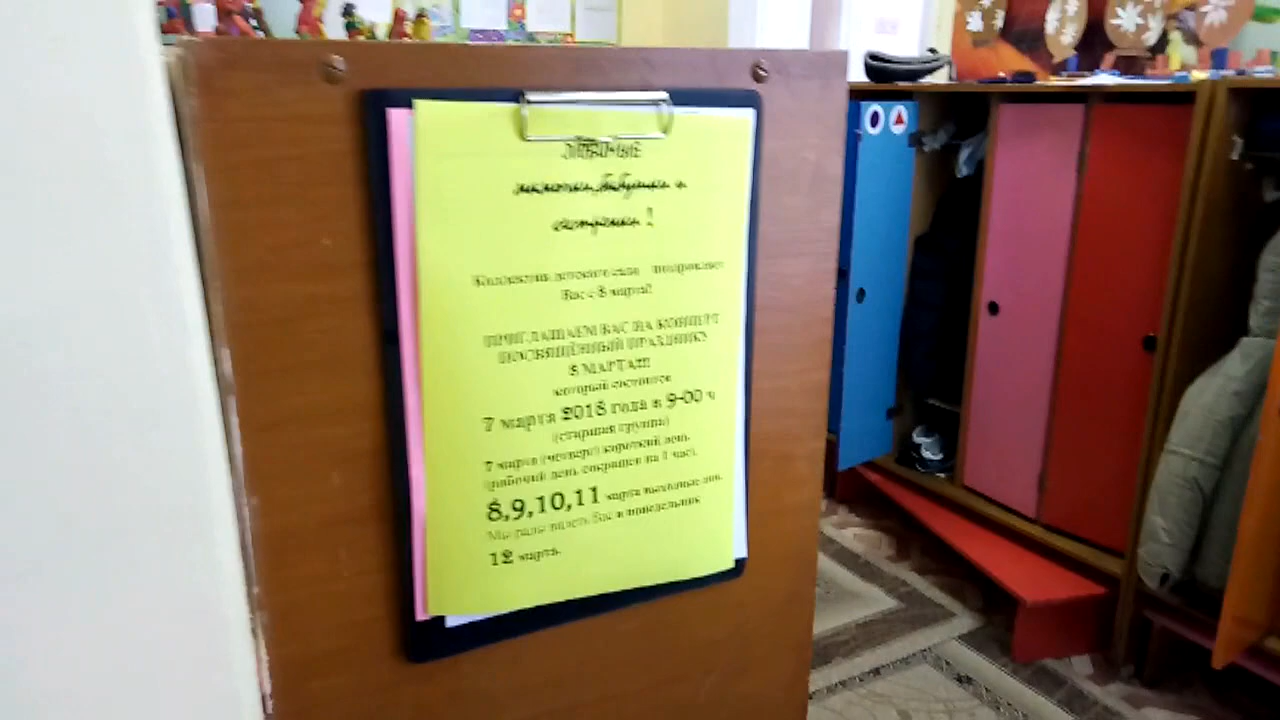 ЛЮБИМЫЕ
мамочки, бабушки и
сестрёнки !
Коллектив детского сада поздравляет
Вас с 8 марта!!
ПРИГЛАШАЕМ ВАС НА КОНЦЕРТ
ПОСВЯЩЁННЫЙ ПРАЗДНИКУ
8 МАРТА!!!
который состоится
7 марта 2018 года в 9-00 ч
(старшая группа)
7 марта (четверг) короткий день
(рабочий день сокращен на 1 час).
8,9,10,11 марта выходные дни.
Мы рады видеть Вас в понедельник
12 марта.